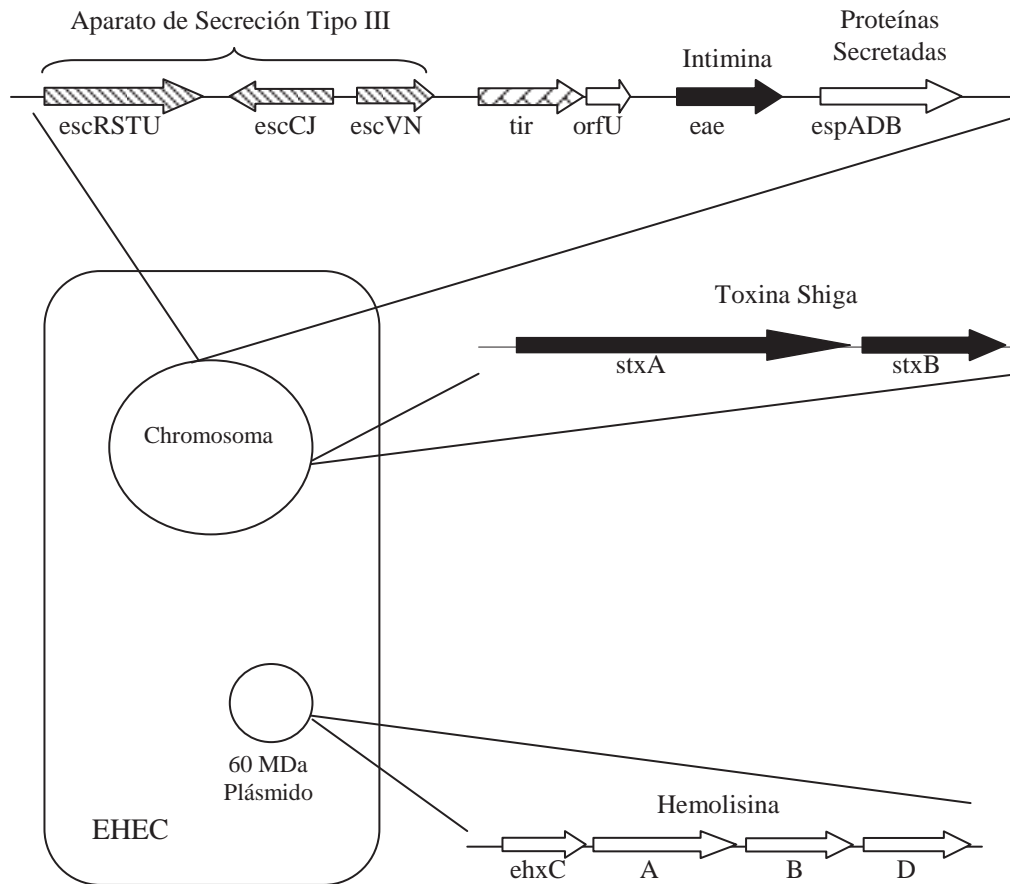 Aparato de Secreción Tipo III
Intimina
Proteínas
Secretadas
escRSTU
escCJ
escVN
tir
orfU
eae
espADB
Toxina Shiga
stxA
stxB
Chromosoma
60 MDa
Plásmido
EHEC
Hemolisina
ehxC
A
B
D